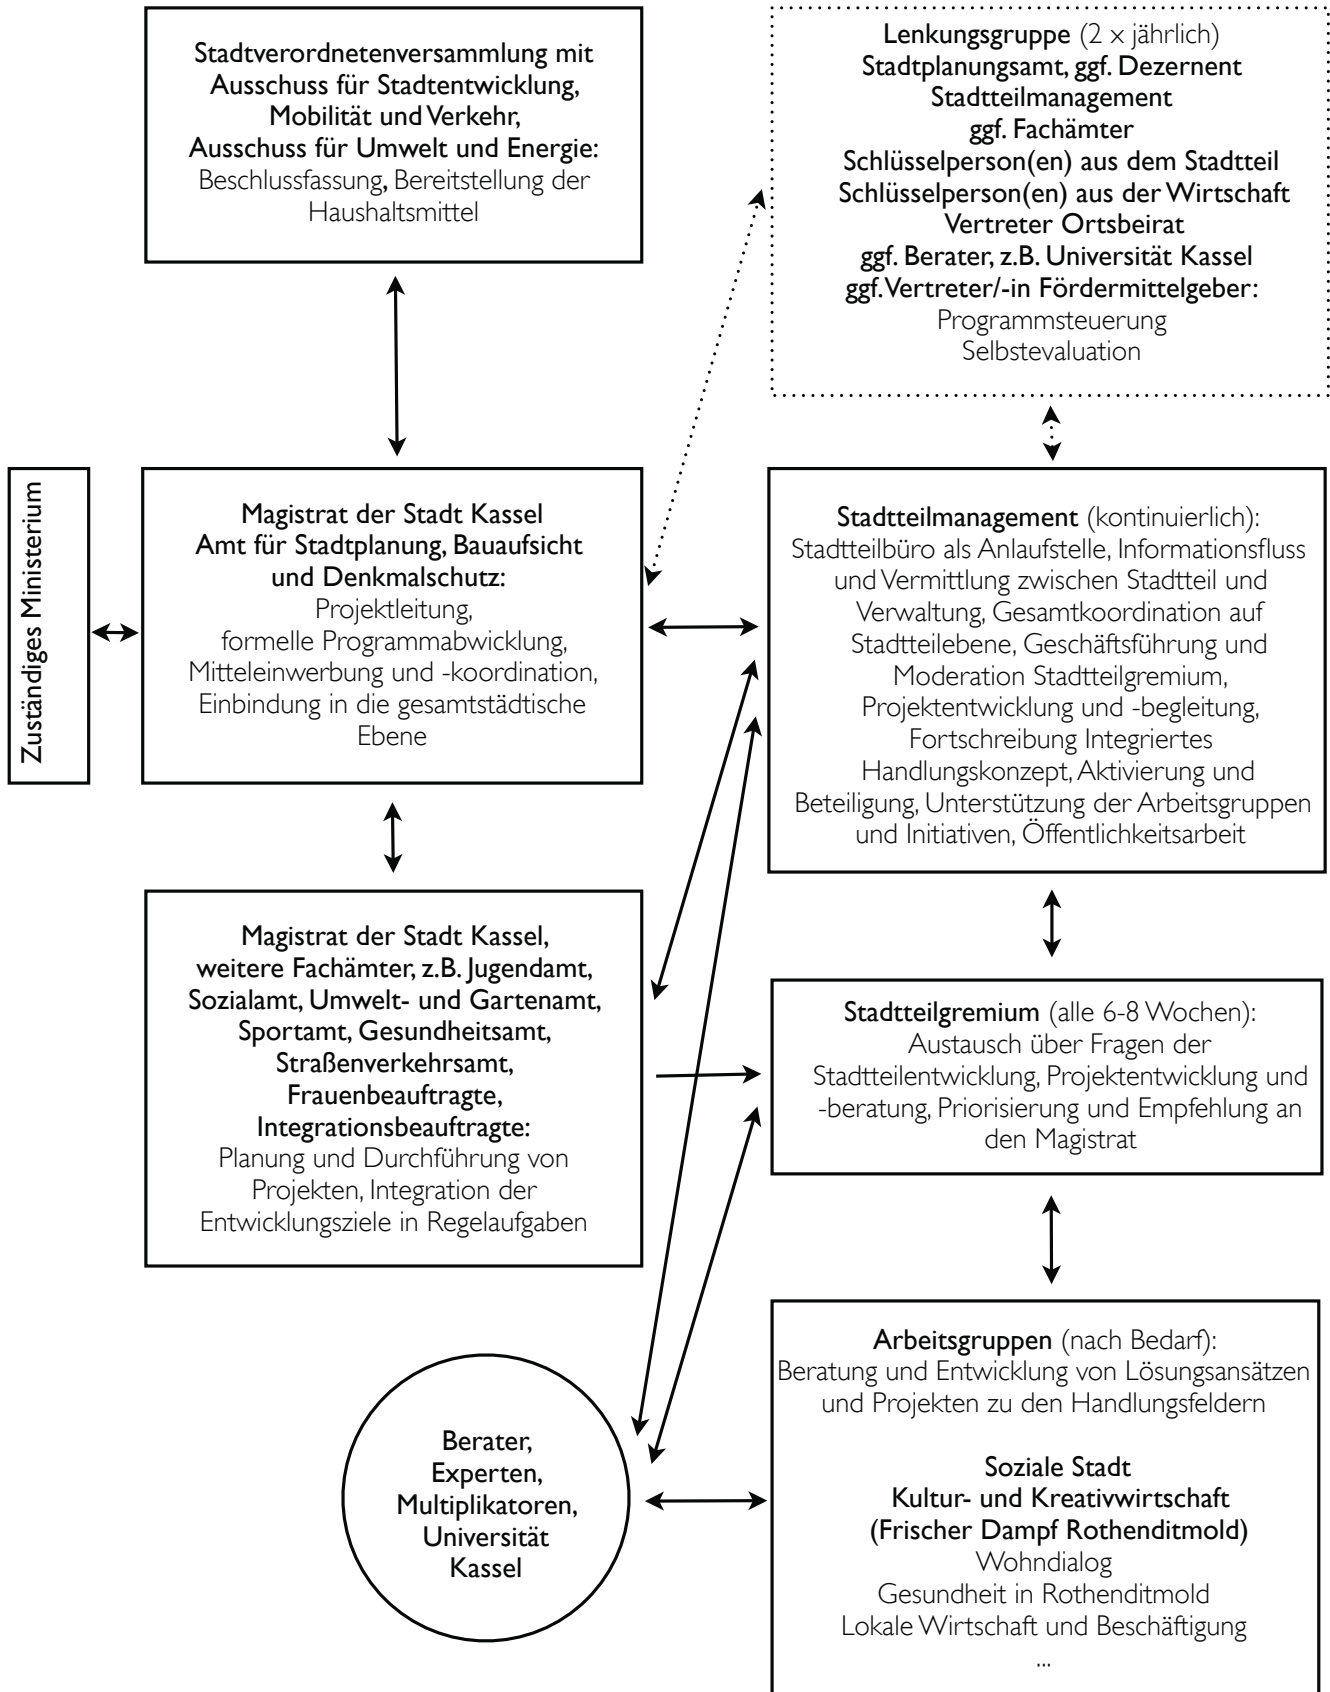 Stadtverordnetenversammlung mit
Ausschuss für Stadtentwicklung,
Mobilität und Verkehr,
Ausschuss für Umwelt und Energie:
Beschlussfassung, Bereitstellung der
Haushaltsmittel
Lenkungsgruppe (2 x jährlich)
Stadtplanungsamt, ggf. Dezernent
Stadtteilmanagement
ggf. Fachämter
Schlüsselperson(en) aus dem Stadtteil
Schlüsselperson(en) aus der Wirtschaft
Vertreter Ortsbeirat
ggf. Berater, z.B. Universität Kassel
ggf. Vertreter/-in Fördermittelgeber:
Programmsteuerung
Selbstevaluation
Zuständiges Ministerium
Magistrat der Stadt Kassel
Amt für Stadtplanung, Bauaufsicht
und Denkmalschutz:
Projektleitung,
formelle Programmabwicklung,
Mitteleinwerbung und -koordination,
Einbindung in die gesamtstädtische
Ebene
Stadtteilmanagement (kontinuierlich):
Stadtteilbüro als Anlaufstelle, Informationsfluss
und Vermittlung zwischen Stadtteil und
Verwaltung, Gesamtkoordination auf
Stadtteilebene, Geschäftsführung und
Moderation Stadtteilgremium,
Projektentwicklung und -begleitung,
Fortschreibung Integriertes
Handlungskonzept, Aktivierung und
Beteiligung, Unterstützung der Arbeitsgruppen
und Initiativen, Öffentlichkeitsarbeit
Magistrat der Stadt Kassel,
weitere Fachämter, z.B. Jugendamt,
Sozialamt, Umwelt- und Gartenamt,
Sportamt, Gesundheitsamt,
Straßenverkehrsamt,
Frauenbeauftragte,
Integrationsbeauftragte:
Planung und Durchführung von
Projekten, Integration der
Entwicklungsziele in Regelaufgaben
Stadtteilgremium (alle 6-8 Wochen):
Austausch über Fragen der
Stadtteilentwicklung, Projektentwicklung und
-beratung, Priorisierung und Empfehlung an
den Magistrat
Berater,
Experten,
Multiplikatoren,
Universität
Kassel
Arbeitsgruppen (nach Bedarf):
Beratung und Entwicklung von Lösungsansätzen
und Projekten zu den Handlungsfeldern
Soziale Stadt
Kultur- und Kreativwirtschaft
(Frischer Dampf Rothenditmold)
Wohndialog
Gesundheit in Rothenditmold
Lokale Wirtschaft und Beschäftigung
...